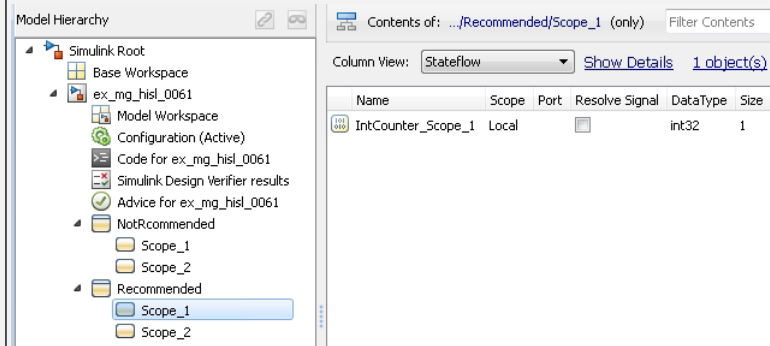 Model Hierarchy
Simulink Root
Base Workspace
ex_mg_hisl_0061
Model Workspace
Configuration (Active)
Code for ex_mg_hisl_0061
Simulink Design Verifier results
Advice for ex_mg_hisl_0061
NotRcommended
Scope_1
Scope_2
Recommended
Scope_1
Scope_2
Contents of: .../Recommended/Scope_1 (only) Filter Contents
Column View: Stateflow Show Details 1 object(s)
Name Scope Port Resolve Signal DataType Size
IntCounter_Scope_1 Local int32 1